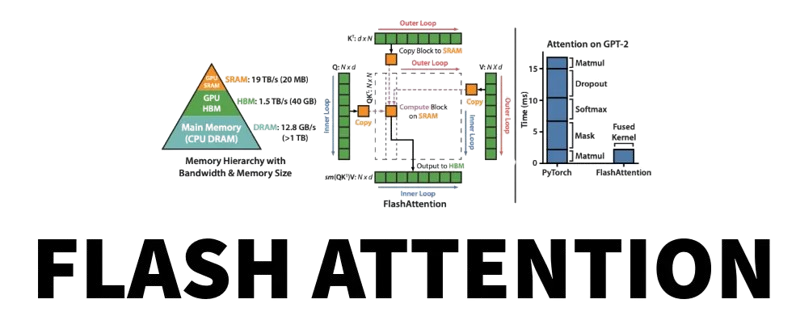 GPU
SRAM
SRAM: 19 TB/s (20 MB)
GPU
HBM
HBM: 1.5 TB/s (40 GB)
Main Memory
(CPU DRAM)
DRAM: 12.8 GB/s
(>1 TB)
Memory Hierarchy with
Bandwidth & Memory Size
Outer Loop
Kᵀ: d x N
Copy Block to SRAM
Q: N x d
Outer Loop
V: N X d
QKᵀ: N x N
Inner Loop
Copy
Compute Block
on SRAM
Copy
Inner Loop
Outer Loop
Output to HBM
sm(QKᵀ)V: N x d
Inner Loop
FlashAttention
Attention on GPT-2
Time (ms)
15
10
5
0
Matmul
Dropout
Softmax
Mask
Matmul
Fused
Kernel
PyTorch
FlashAttention
FLASH ATTENTION